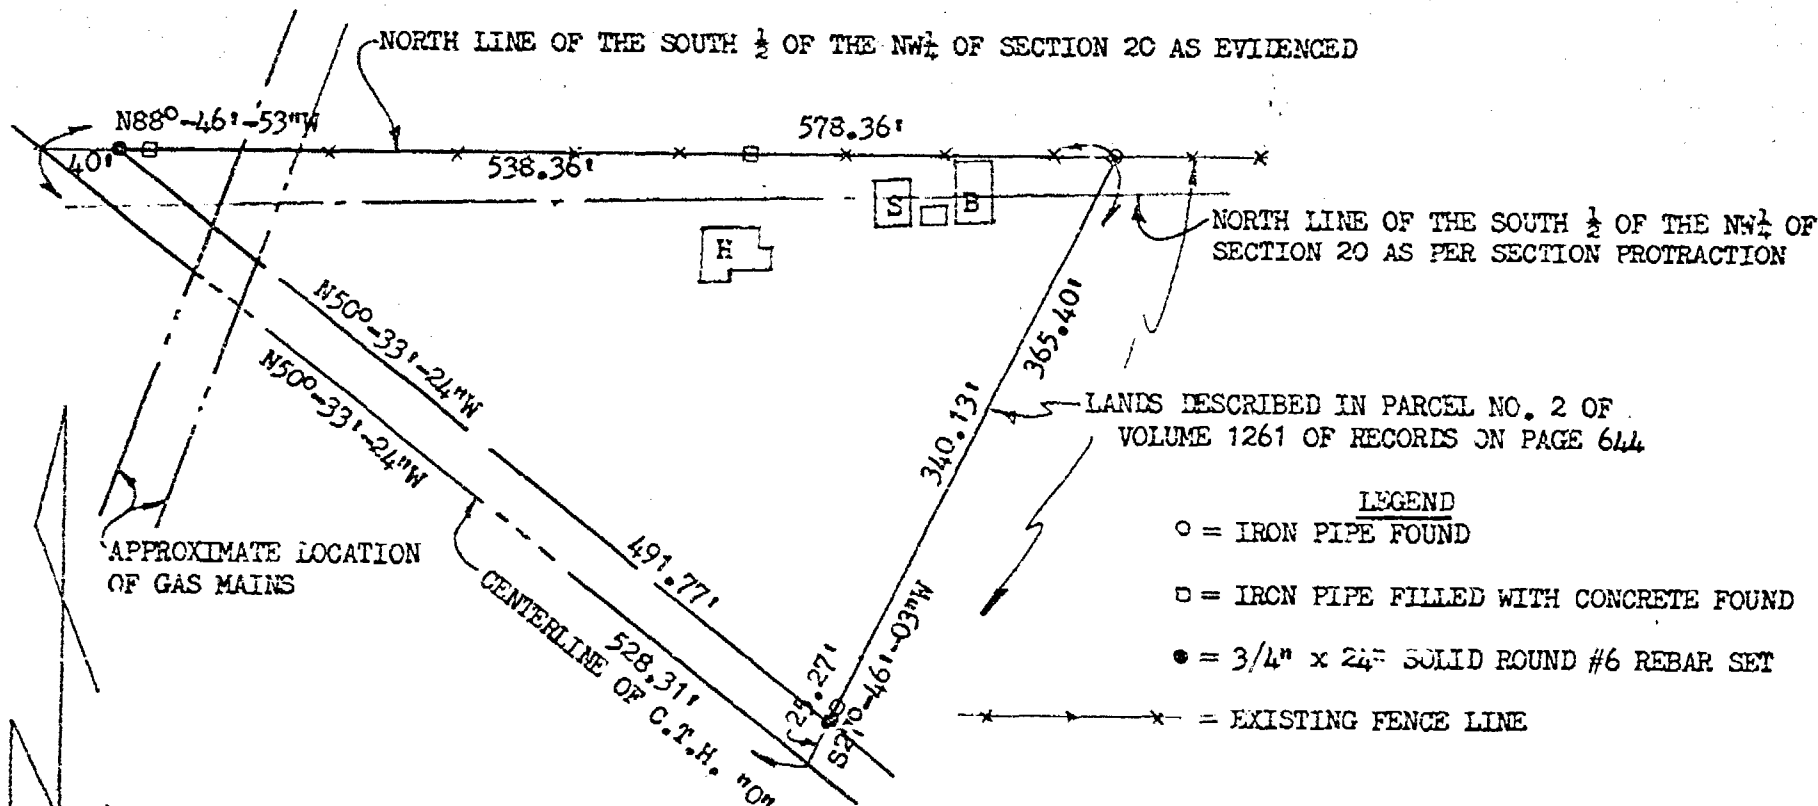 NORTH LINE OF THE SOUTH ½ OF THE NW¼ OF SECTION 20 AS EVIDENCED
N88°-46'-53"W
578.36'
40'
538.36'
S
B
H
NORTH LINE OF THE SOUTH ½ OF THE NW¼ OF
SECTION 20 AS PER SECTION PROTRACTION
N50°-33'-24"W
N50°-33'-24"W
365.40'
340.13'
LANDS DESCRIBED IN PARCEL NO. 2 OF
VOLUME 1261 OF RECORDS ON PAGE 644
LEGEND
○ = IRON PIPE FOUND
□ = IRON PIPE FILLED WITH CONCRETE FOUND
● = 3/4" x 24" SOLID ROUND #6 REBAR SET
= EXISTING FENCE LINE
APPROXIMATE LOCATION
OF GAS MAINS
491.77'
CENTERLINE OF C.T.H. "O"
528.31'
25.27'
-46'-03"W